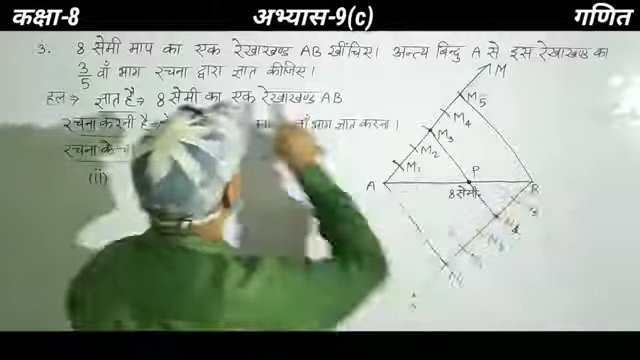 कक्षा-8 अभ्यास-9(c) गणित
3. 8 सेमी माप का एक रेखाखण्ड AB खींचिए। अन्त्य बिन्दु A से इस रेखाखण्ड का
3/5 वाँ भाग रचना द्वारा ज्ञात कीजिए।
हल ⇒ ज्ञात है ⇒ 8 सेमी का एक रेखाखण्ड AB
रचना करनी है भाग ज्ञात करना।
रचना के
(ii)
M
M5
M4
M3
M2
M1
A
P
B
8 सेमी.